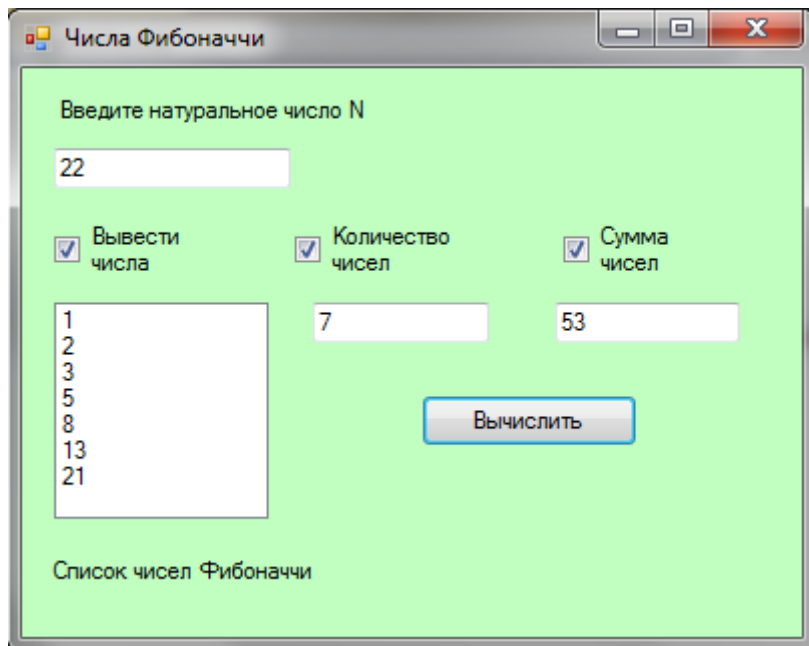 Числа Фибоначчи
Введите натуральное число N
22
Вывести
числа
Количество
чисел
Сумма
чисел
1
2
3
5
8
13
21
7
53
Вычислить
Список чисел Фибоначчи